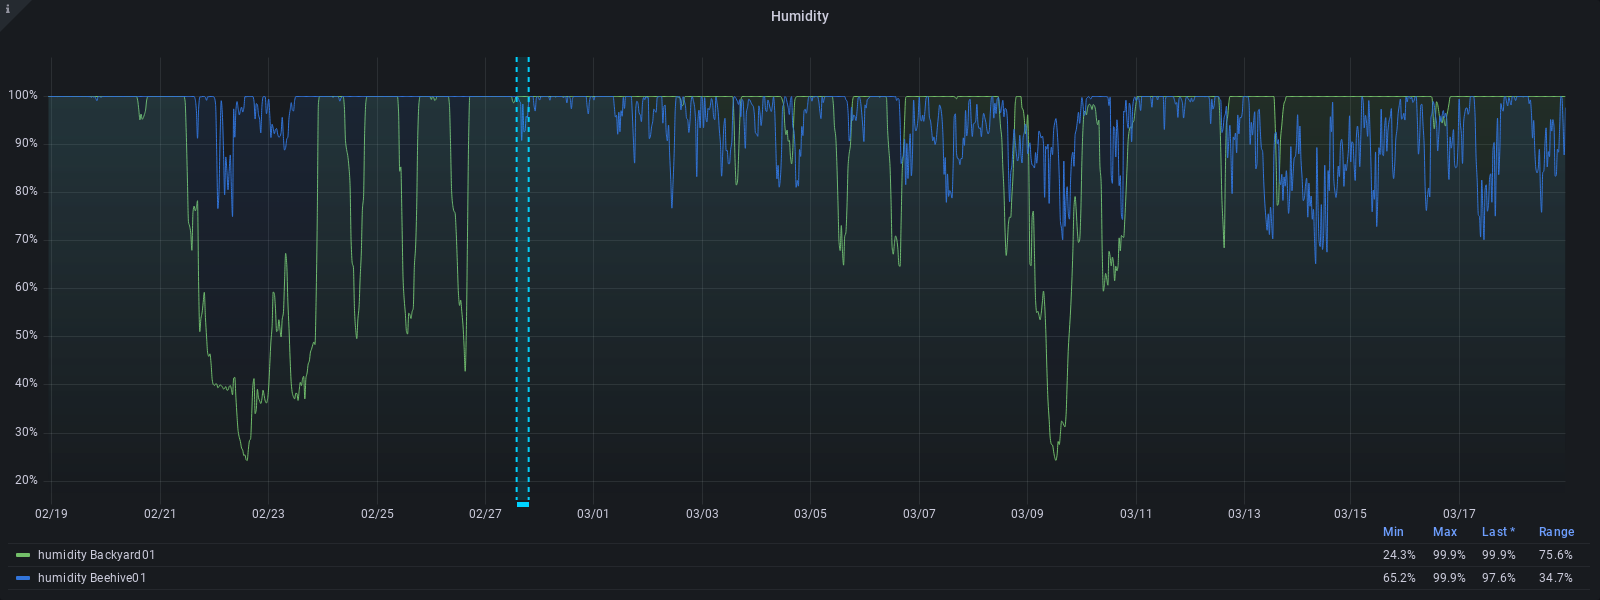 i
Humidity
100%
90%
80%
70%
60%
50%
40%
30%
20%
02/19 02/21 02/23 02/25 02/27 03/01 03/03 03/05 03/07 03/09 03/11 03/13 03/15 03/17
Min Max Last * Range
humidity Backyard01 24.3% 99.9% 99.9% 75.6%
humidity Beehive01 65.2% 99.9% 97.6% 34.7%